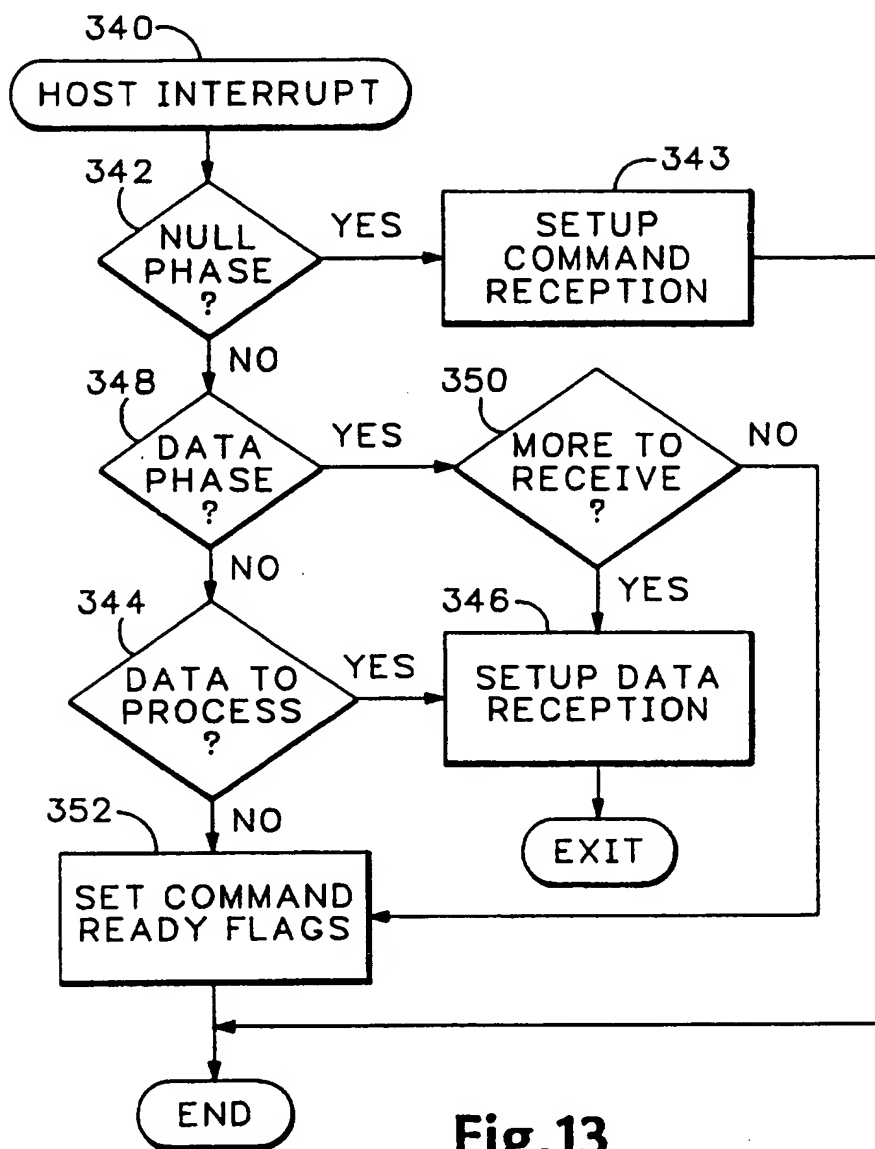 340
HOST INTERRUPT
342
NULL
PHASE
?
YES
343
SETUP
COMMAND
RECEPTION
NO
348
DATA
PHASE
?
YES
350
MORE TO
RECEIVE
?
NO
NO
YES
344
DATA TO
PROCESS
?
YES
346
SETUP DATA
RECEPTION
EXIT
NO
352
SET COMMAND
READY FLAGS
END
Fig.13